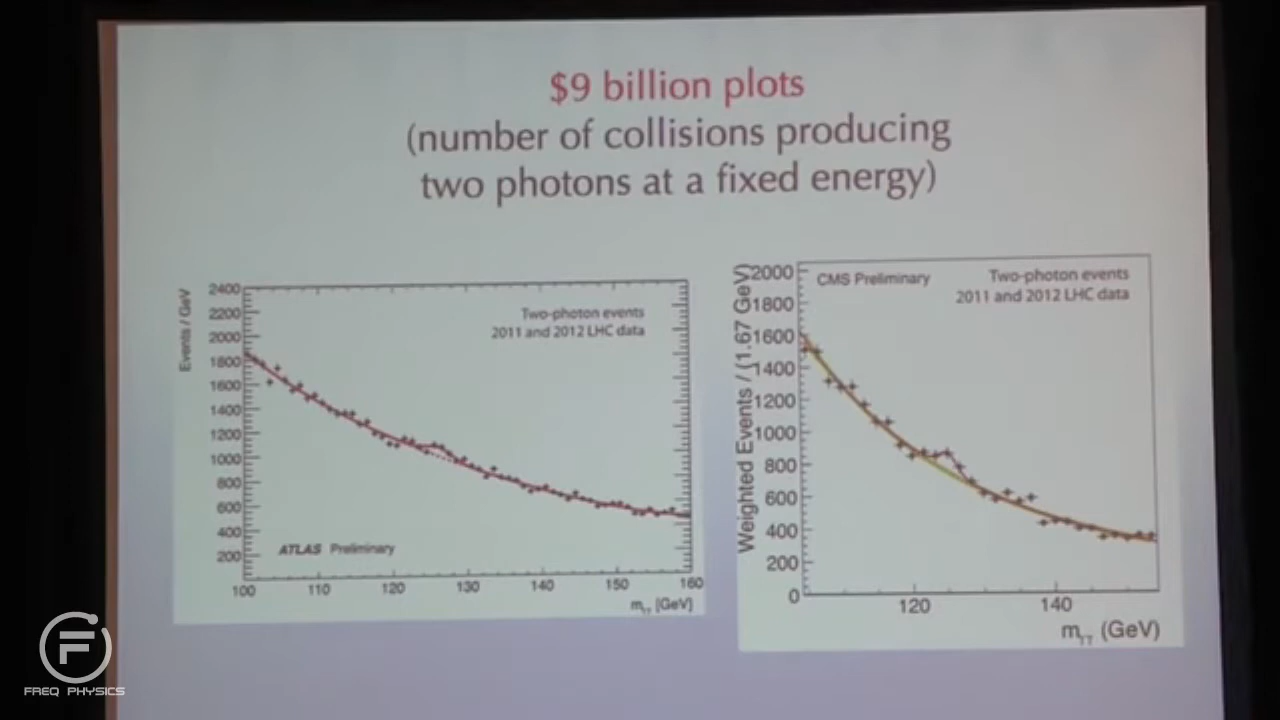 $9 billion plots
(number of collisions producing
two photons at a fixed energy)
Events / GeV
2400
2200
2000
1800
1600
1400
1200
1000
800
600
400
200
Two-photon events
2011 and 2012 LHC data
ATLAS Preliminary
100 110 120 130 140 150 160
mγγ [GeV]
Weighted Events / (1.67 GeV)
2000
1800
1600
1400
1200
1000
800
600
400
200
0
CMS Preliminary
Two-photon events
2011 and 2012 LHC data
120 140
mγγ (GeV)
F
FREQ PHYSICS